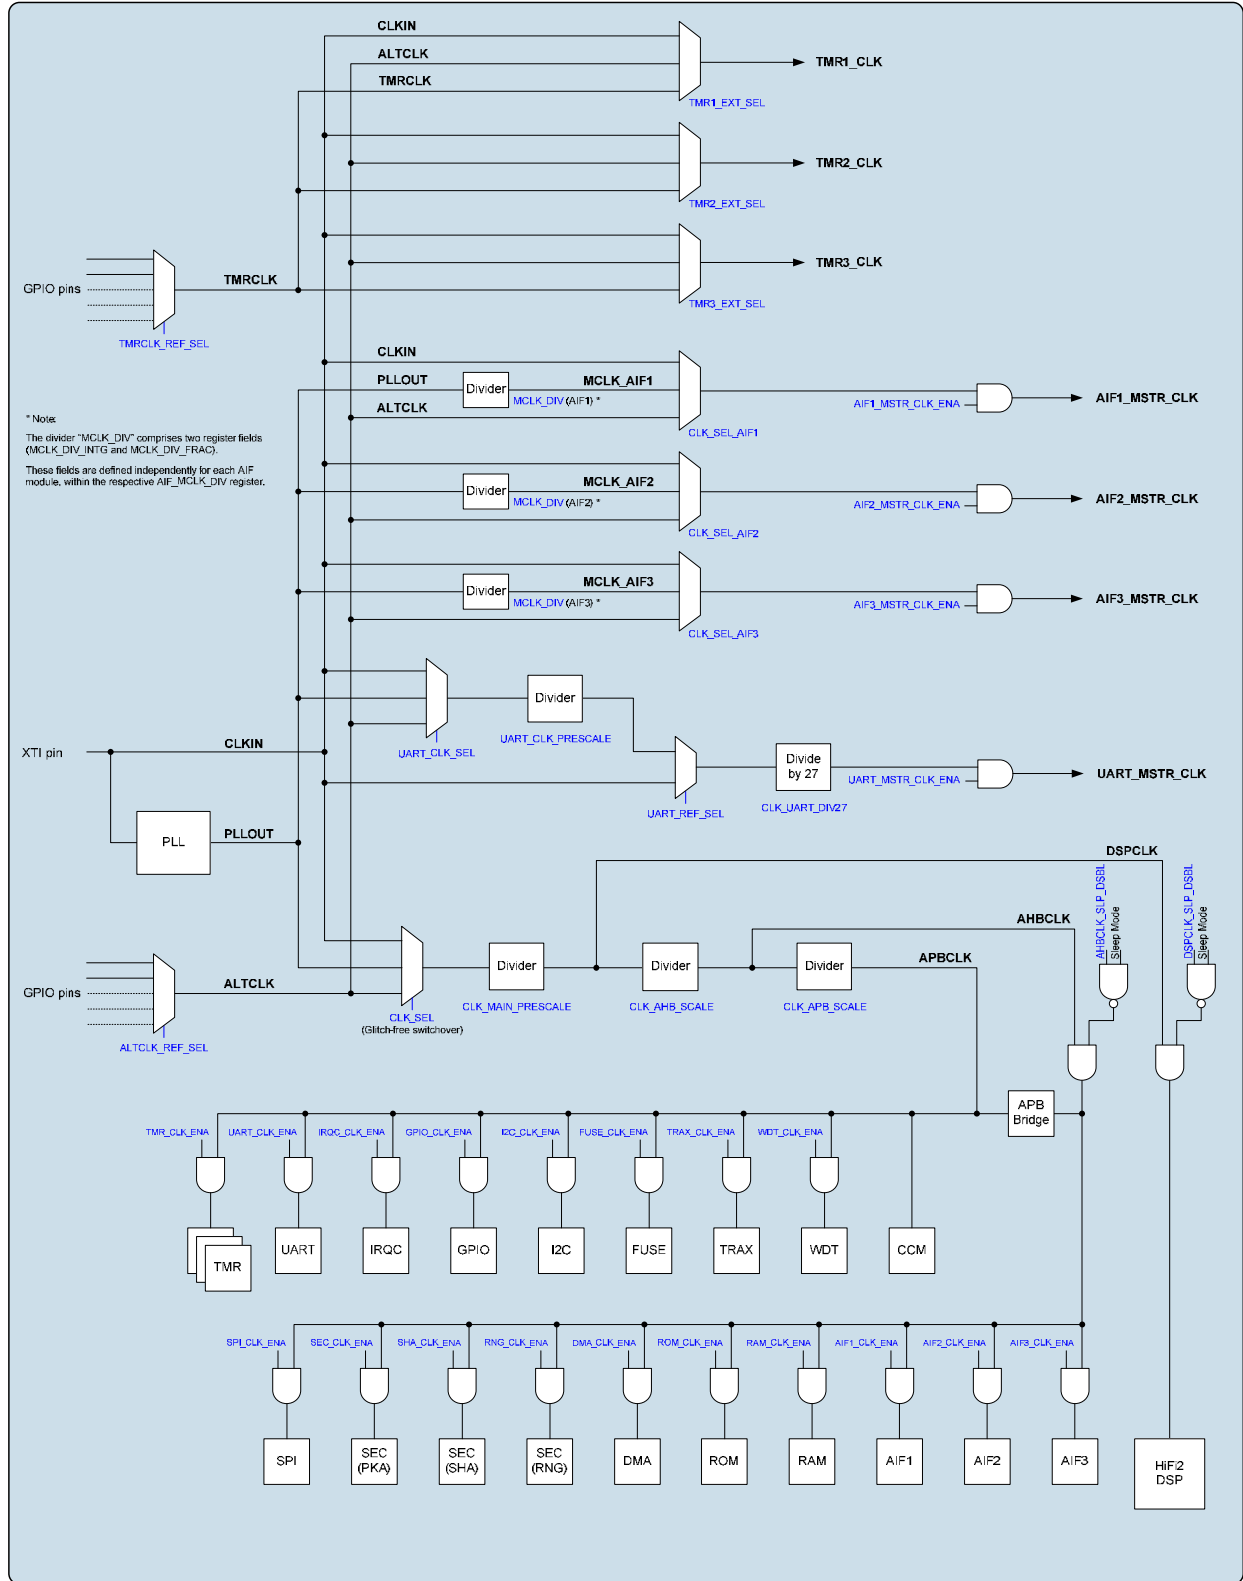 CLKIN
ALTCLK
TMRCLK
TMR1_CLK
TMR1_EXT_SEL
TMR2_CLK
TMR2_EXT_SEL
TMR3_CLK
TMR3_EXT_SEL
GPIO pins
TMRCLK
TMRCLK_REF_SEL
CLKIN
PLLOUT
Divider
MCLK_AIF1
MCLK_DIV (AIF1) *
ALTCLK
CLK_SEL_AIF1
AIF1_MSTR_CLK_ENA
AIF1_MSTR_CLK
* Note:
The divider "MCLK_DIV" comprises two register fields
(MCLK_DIV_INTG and MCLK_DIV_FRAC).
These fields are defined independently for each AIF
module, within the respective AIF_MCLK_DIV register.
Divider
MCLK_AIF2
MCLK_DIV (AIF2) *
CLK_SEL_AIF2
AIF2_MSTR_CLK_ENA
AIF2_MSTR_CLK
Divider
MCLK_AIF3
MCLK_DIV (AIF3) *
CLK_SEL_AIF3
AIF3_MSTR_CLK_ENA
AIF3_MSTR_CLK
XTI pin
CLKIN
UART_CLK_SEL
Divider
UART_CLK_PRESCALE
UART_REF_SEL
Divide
by 27
CLK_UART_DIV27
UART_MSTR_CLK_ENA
UART_MSTR_CLK
PLL
PLLOUT
DSPCLK
AHBCLK
APBCLK
AHBCLK_SLP_DSBL
Sleep Mode
DSPCLK_SLP_DSBL
Sleep Mode
GPIO pins
ALTCLK
ALTCLK_REF_SEL
CLK_SEL
(Glitch-free switchover)
Divider
CLK_MAIN_PRESCALE
Divider
CLK_AHB_SCALE
Divider
CLK_APB_SCALE
APB
Bridge
TMR_CLK_ENA
UART_CLK_ENA
IRQC_CLK_ENA
GPIO_CLK_ENA
I2C_CLK_ENA
FUSE_CLK_ENA
TRAX_CLK_ENA
WDT_CLK_ENA
TMR
UART
IRQC
GPIO
I2C
FUSE
TRAX
WDT
CCM
SPI_CLK_ENA
SEC_CLK_ENA
SHA_CLK_ENA
RNG_CLK_ENA
DMA_CLK_ENA
ROM_CLK_ENA
RAM_CLK_ENA
AIF1_CLK_ENA
AIF2_CLK_ENA
AIF3_CLK_ENA
SPI
SEC
(PKA)
SEC
(SHA)
SEC
(RNG)
DMA
ROM
RAM
AIF1
AIF2
AIF3
HiFi2
DSP